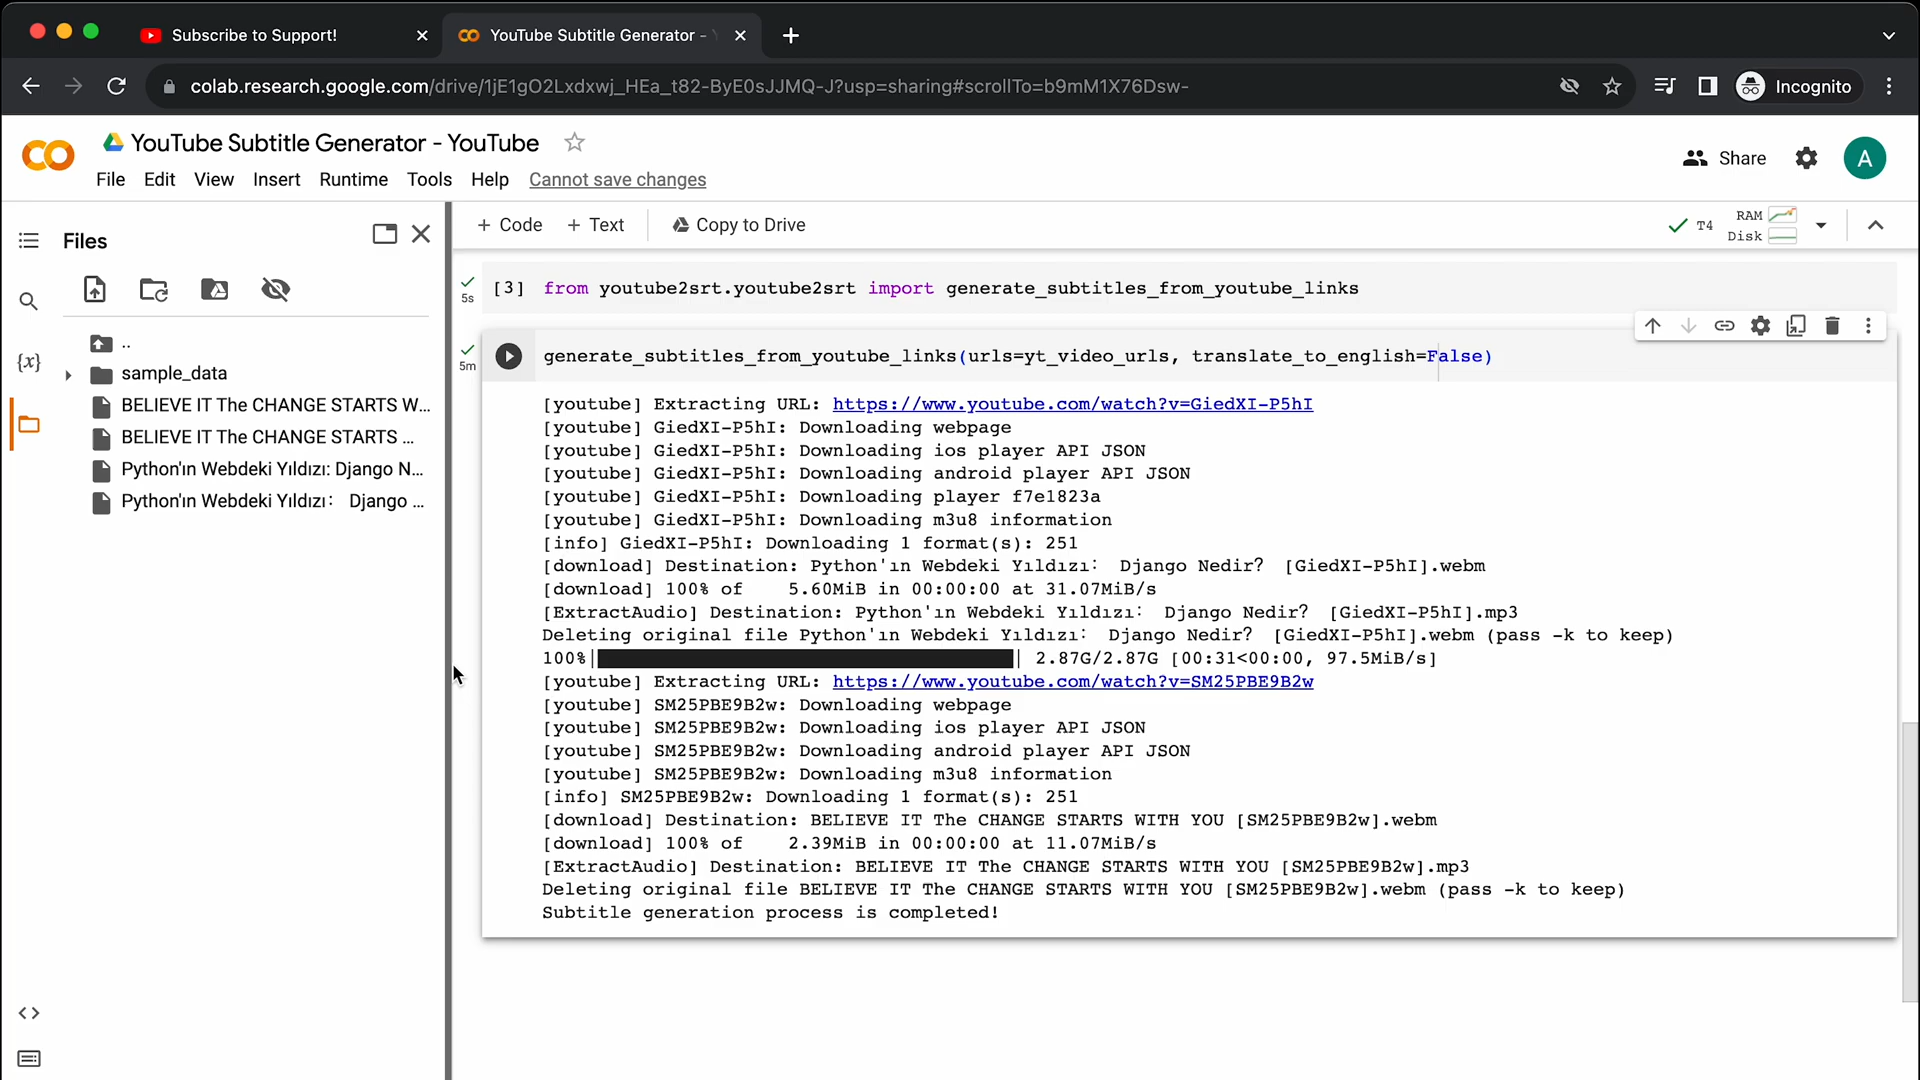 Subscribe to Support!
YouTube Subtitle Generator -
colab.research.google.com/drive/1jE1gO2Lxdxwj_HEa_t82-ByE0sJJMQ-J?usp=sharing#scrollTo=b9mM1X76Dsw-
Incognito
YouTube Subtitle Generator - YouTube
File Edit View Insert Runtime Tools Help Cannot save changes
Share
A
Files
+ Code + Text
Copy to Drive
T4
RAM
Disk
..
sample_data
BELIEVE IT The CHANGE STARTS W...
BELIEVE IT The CHANGE STARTS ...
Python'ın Webdeki Yıldızı: Django N...
Python'ın Webdeki Yıldızı： Django ...
{x}
<>
5s
[3] from youtube2srt.youtube2srt import generate_subtitles_from_youtube_links
5m
generate_subtitles_from_youtube_links(urls=yt_video_urls, translate_to_english=False)
[youtube] Extracting URL: https://www.youtube.com/watch?v=GiedXI-P5hI
[youtube] GiedXI-P5hI: Downloading webpage
[youtube] GiedXI-P5hI: Downloading ios player API JSON
[youtube] GiedXI-P5hI: Downloading android player API JSON
[youtube] GiedXI-P5hI: Downloading player f7e1823a
[youtube] GiedXI-P5hI: Downloading m3u8 information
[info] GiedXI-P5hI: Downloading 1 format(s): 251
[download] Destination: Python'ın Webdeki Yıldızı： Django Nedir？ [GiedXI-P5hI].webm
[download] 100% of 5.60MiB in 00:00:00 at 31.07MiB/s
[ExtractAudio] Destination: Python'ın Webdeki Yıldızı： Django Nedir？ [GiedXI-P5hI].mp3
Deleting original file Python'ın Webdeki Yıldızı： Django Nedir？ [GiedXI-P5hI].webm (pass -k to keep)
100%| | 2.87G/2.87G [00:31<00:00, 97.5MiB/s]
[youtube] Extracting URL: https://www.youtube.com/watch?v=SM25PBE9B2w
[youtube] SM25PBE9B2w: Downloading webpage
[youtube] SM25PBE9B2w: Downloading ios player API JSON
[youtube] SM25PBE9B2w: Downloading android player API JSON
[youtube] SM25PBE9B2w: Downloading m3u8 information
[info] SM25PBE9B2w: Downloading 1 format(s): 251
[download] Destination: BELIEVE IT The CHANGE STARTS WITH YOU [SM25PBE9B2w].webm
[download] 100% of 2.39MiB in 00:00:00 at 11.07MiB/s
[ExtractAudio] Destination: BELIEVE IT The CHANGE STARTS WITH YOU [SM25PBE9B2w].mp3
Deleting original file BELIEVE IT The CHANGE STARTS WITH YOU [SM25PBE9B2w].webm (pass -k to keep)
Subtitle generation process is completed!